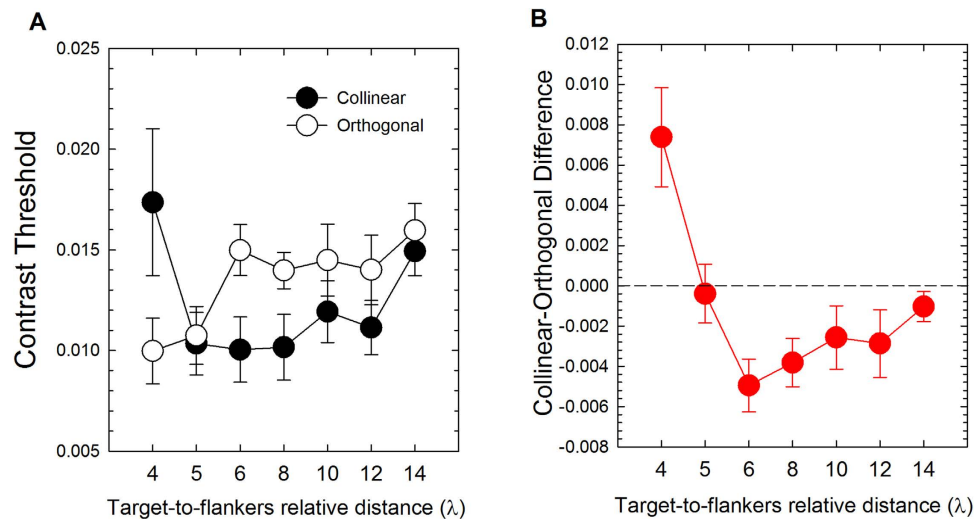 A
Contrast Threshold
0.025
0.020
0.015
0.010
0.005
Collinear
Orthogonal
4 5 6 8 10 12 14
Target-to-flankers relative distance (λ)
B
Collinear-Orthogonal Difference
0.012
0.010
0.008
0.006
0.004
0.002
0.000
-0.002
-0.004
-0.006
-0.008
4 5 6 8 10 12 14
Target-to-flankers relative distance (λ)